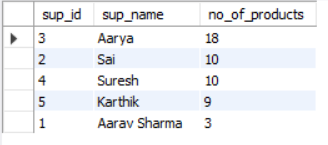 sup_id sup_name no_of_products
3 Aarya 18
2 Sai 10
4 Suresh 10
5 Karthik 9
1 Aarav Sharma 3